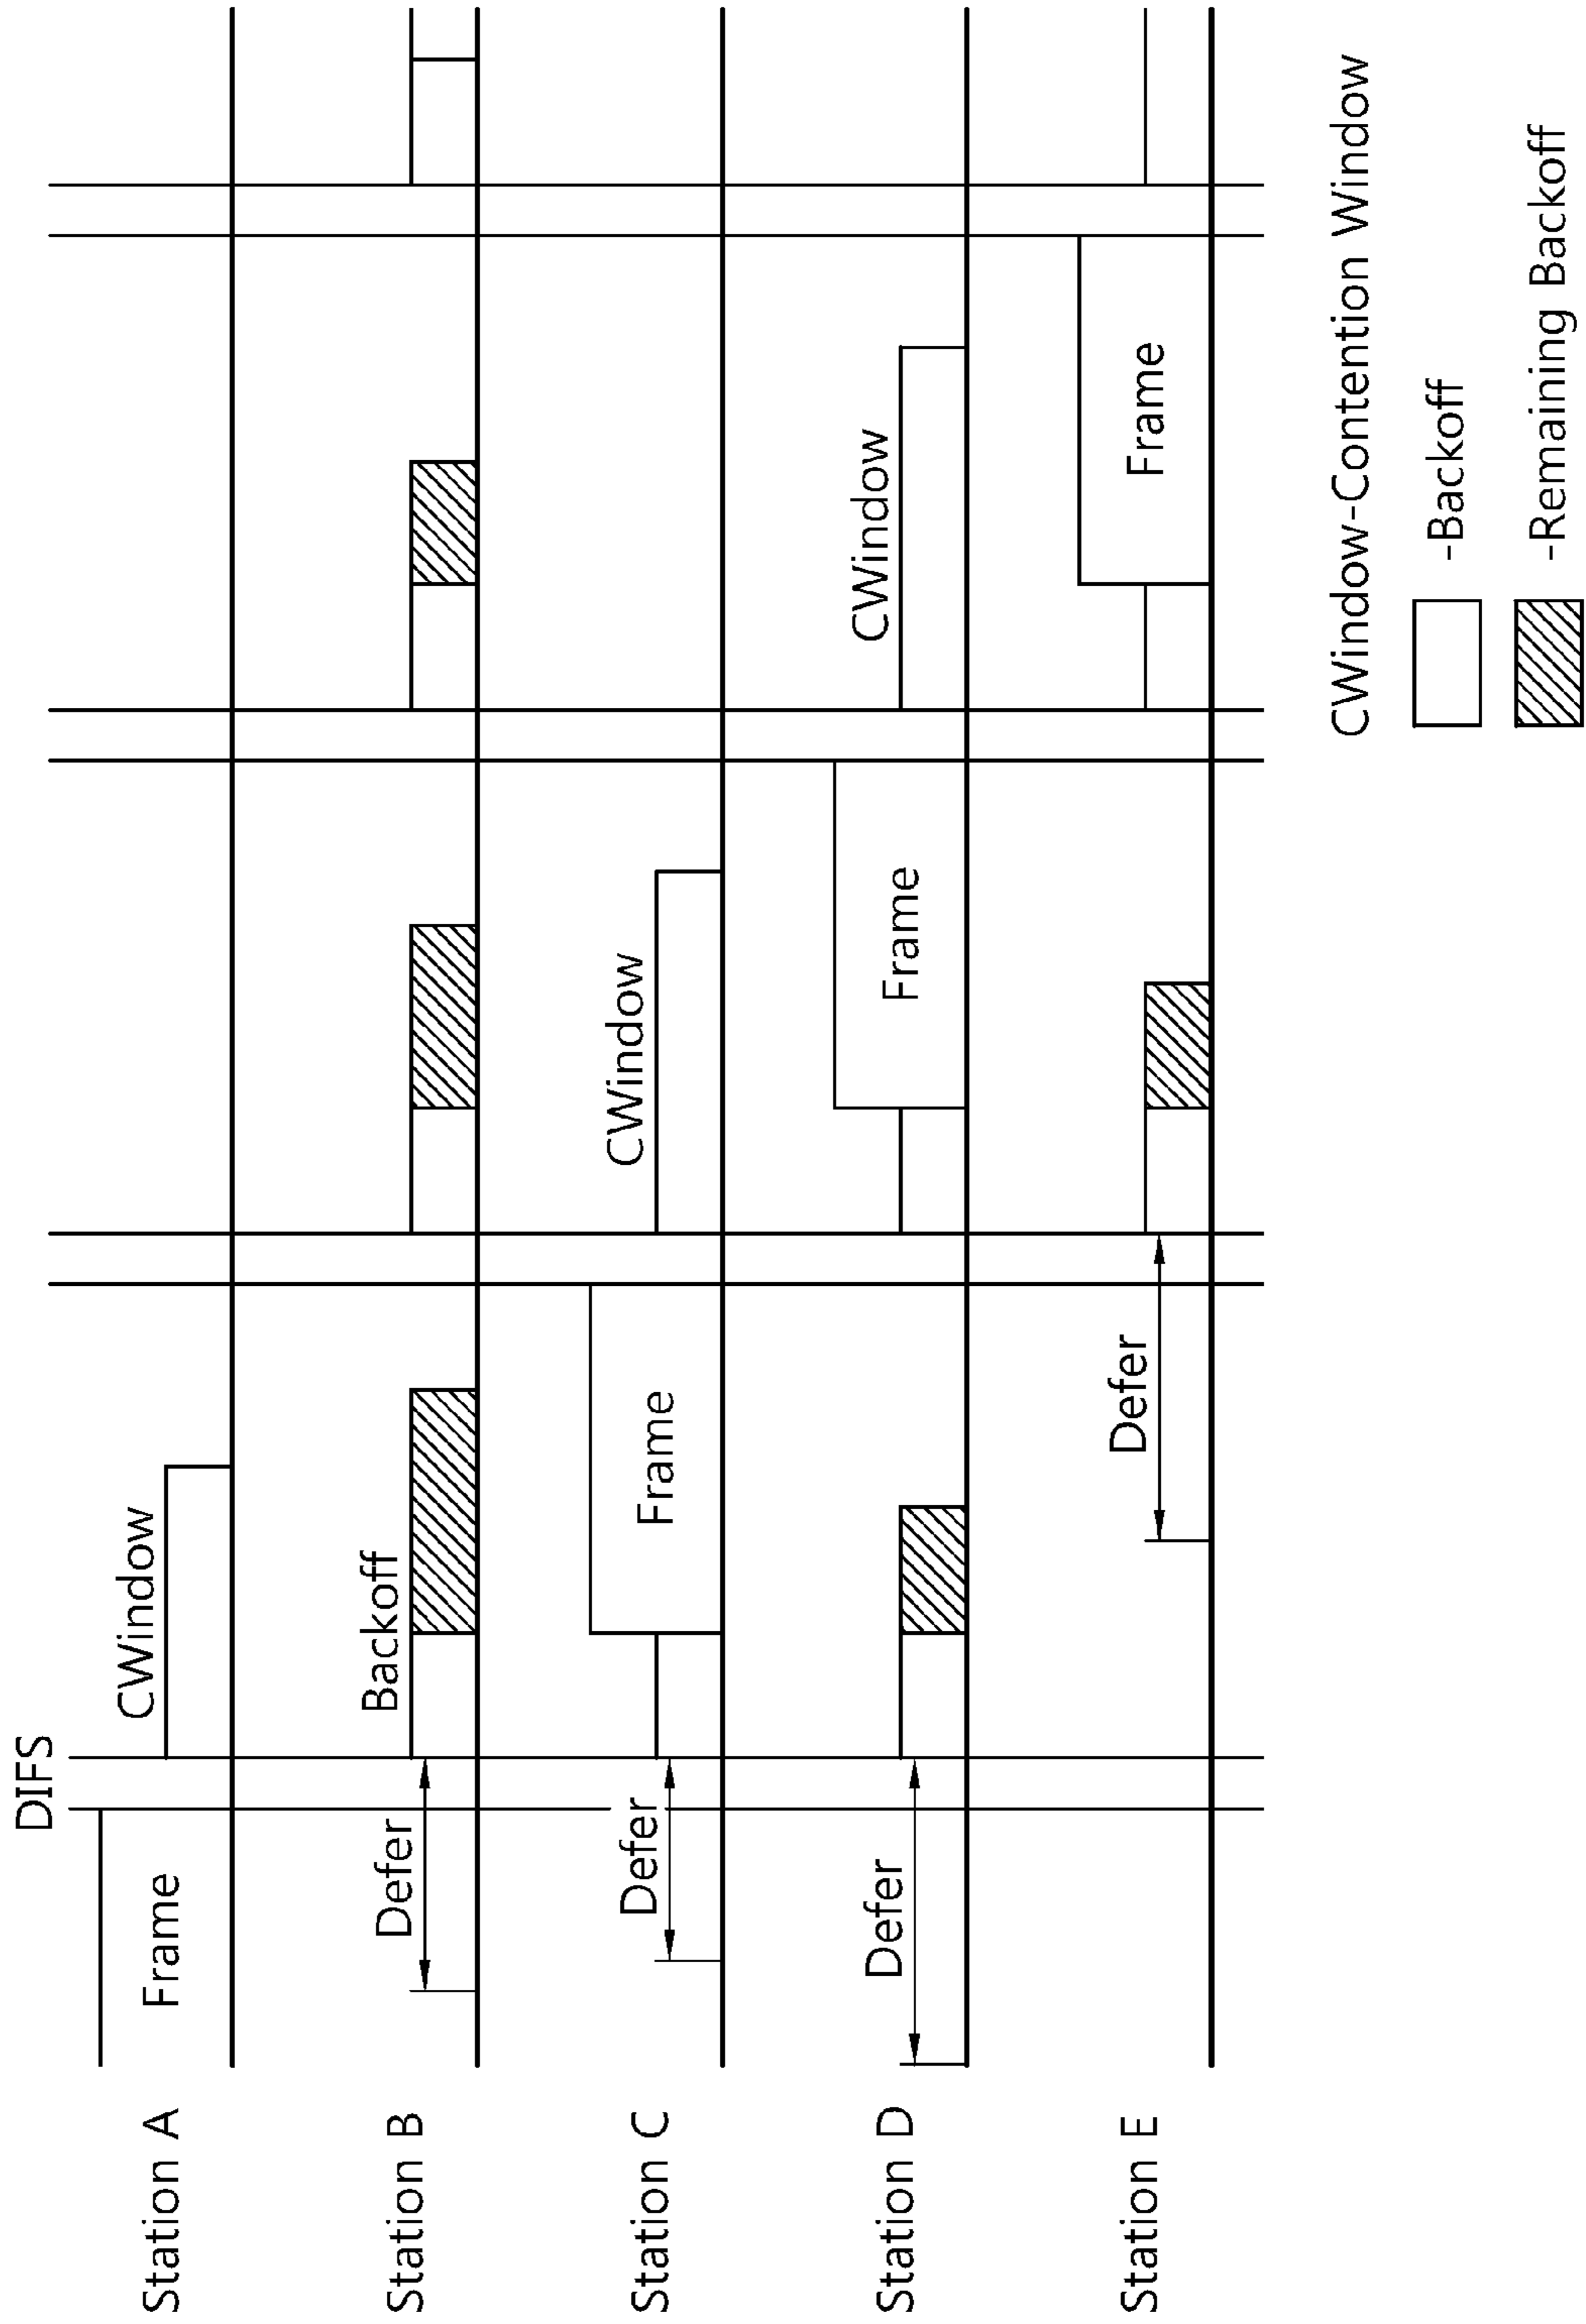 DIFS
Station A
Frame
CWindow
Station B
Defer
Backoff
Station C
Defer
Frame
CWindow
Station D
Defer
Frame
CWindow
Station E
Defer
Frame
CWindow-Contention Window
-Backoff
-Remaining Backoff